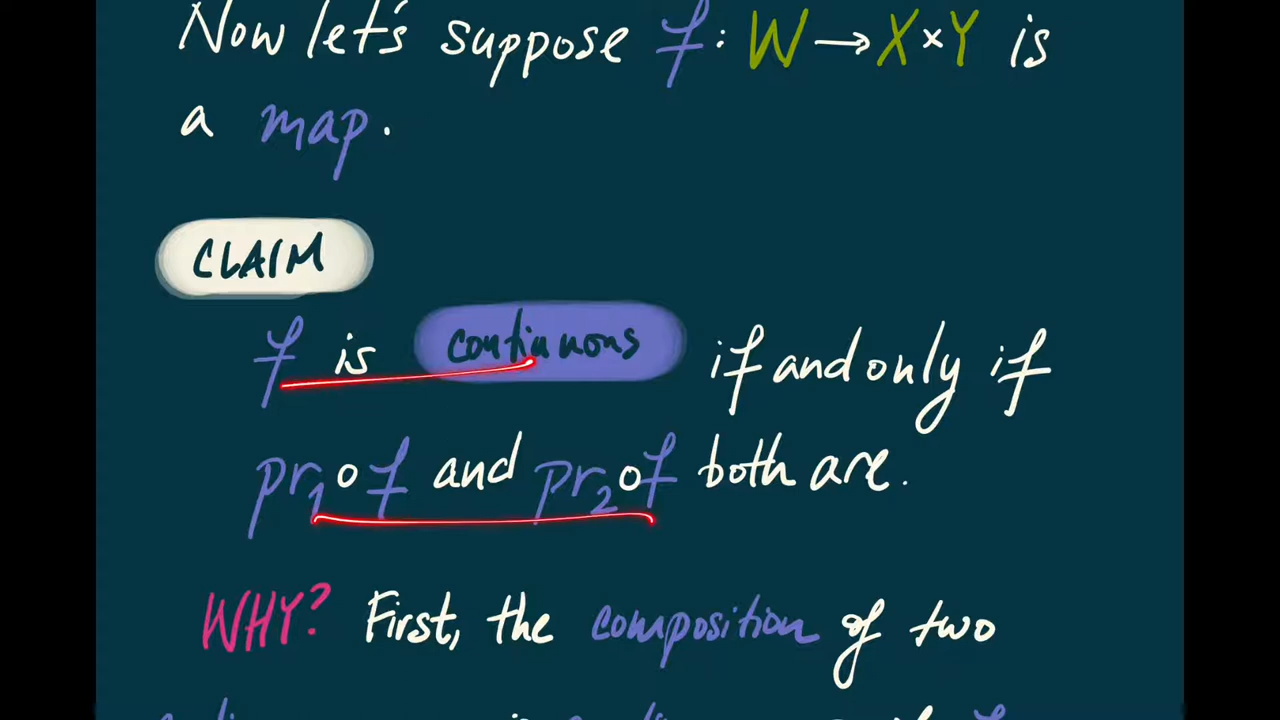 Now let's suppose f: W → X × Y is
a map.
CLAIM
f is continuous if and only if
pr₁∘f and pr₂∘f both are.
WHY? First, the composition of two